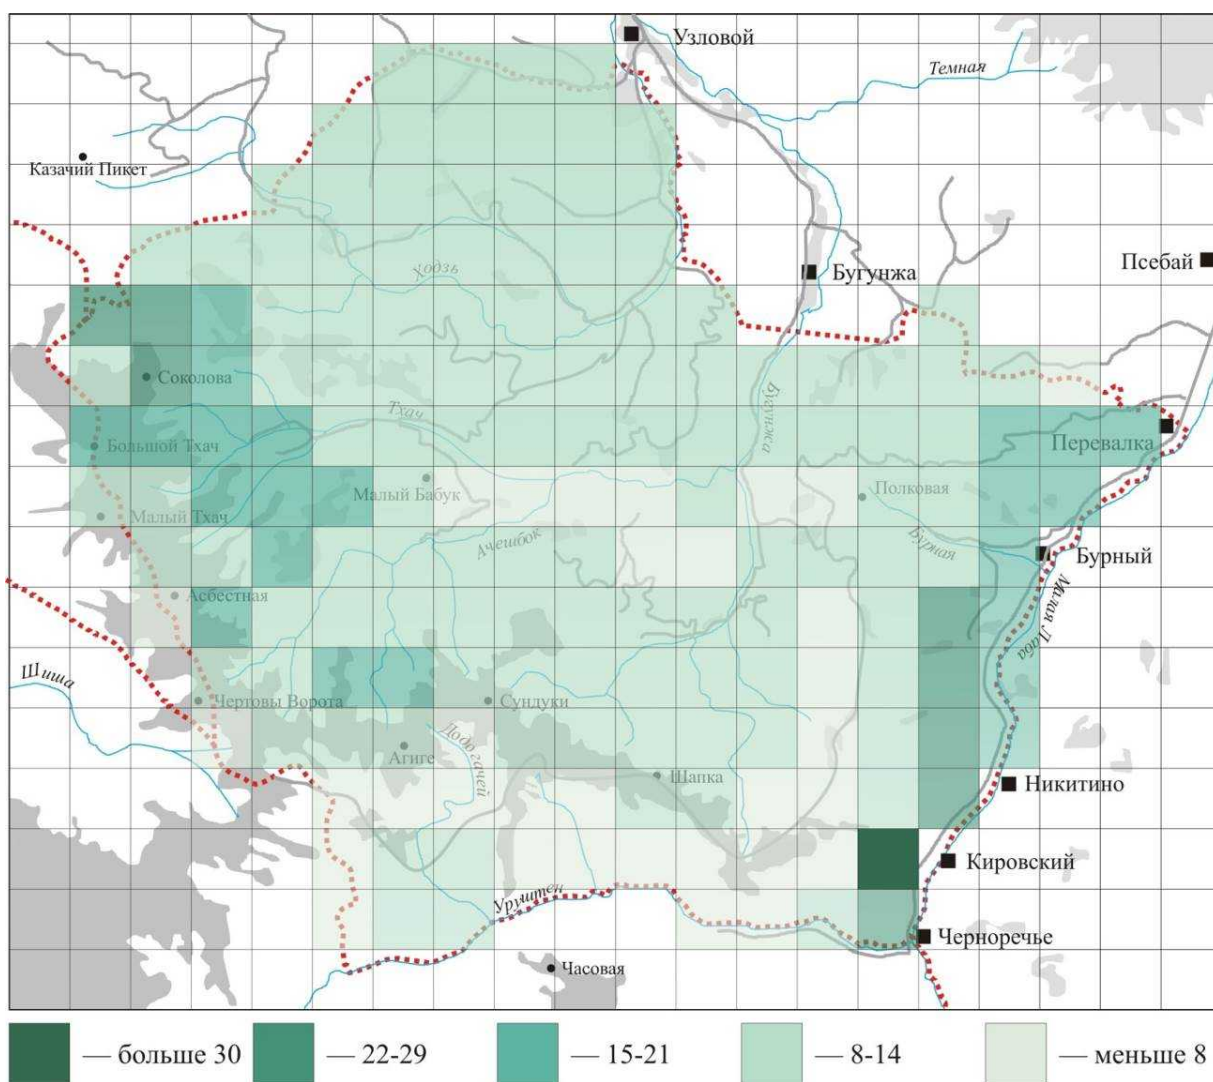 Узловой
Темная
Казачий Пикет
Псебай
Ходзь
Бугунжа
Соколова
Бугунжа
Тхач
Большой Тхач
Перевалка
Малый Бабук
Полковая
Малый Тхач
Ачешбок
Бурная
Бурный
Асбестная
Малая Лаба
Шиша
Чертовы Ворота
Сундуки
Агиге
Шапка
Никитино
Кировский
Уруштен
Черноречье
Часовая
— больше 30
— 22-29
— 15-21
— 8-14
— меньше 8